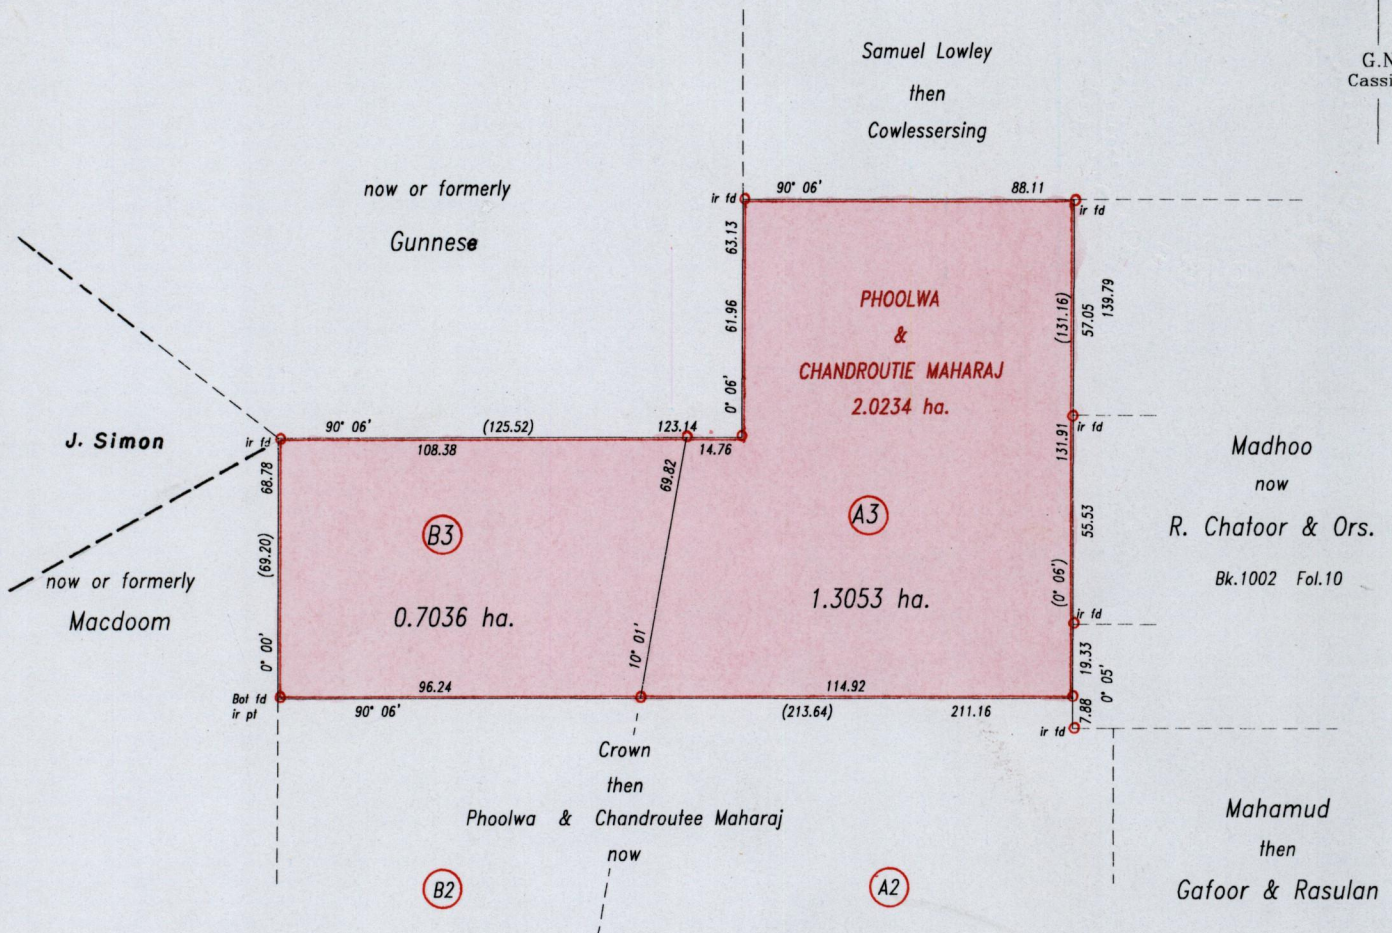 Samuel Lowley
then
Cowlessersing
now or formerly
Gunnese
ir fd
90° 06'
88.11
ir fd
63.13
61.96
0° 06'
PHOOLWA
&
CHANDROUTIE MAHARAJ
2.0234 ha.
(131.16)
57.05
139.79
J. Simon
ir fd
90° 06'
(125.52)
123.14
108.38
14.76
ir fd
131.91
Madhoo
now
R. Chatoor & Ors.
Bk.1002 Fol.10
68.78
(69.20)
0° 00'
69.82
10° 01'
B3
0.7036 ha.
A3
1.3053 ha.
55.53
(0° 06')
ir fd
19.33
0° 05'
7.88
now or formerly
Macdoom
Bot fd
ir pt
96.24
90° 06'
114.92
(213.64)
211.16
ir fd
Crown
then
Phoolwa & Chandroutee Maharaj
now
B2
A2
Mahamud
then
Gafoor & Rasulan